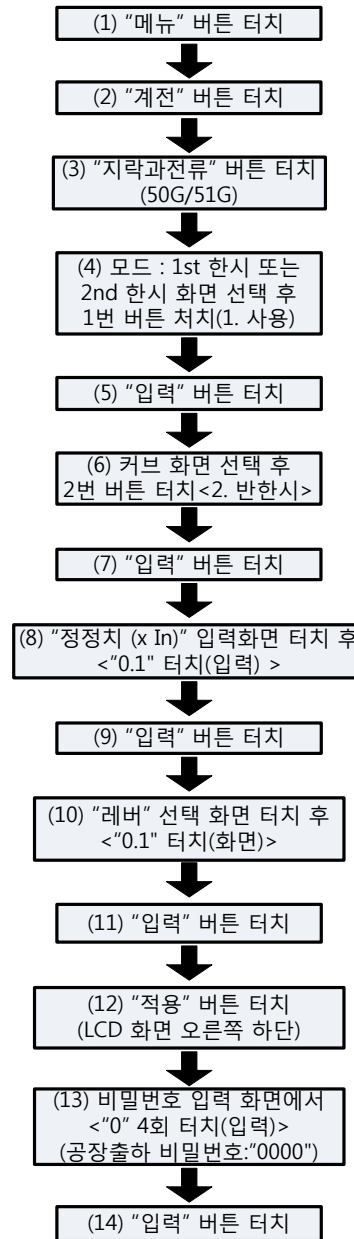 (1) "메뉴" 버튼 터치
(2) "계전" 버튼 터치
(3) "지락과전류" 버튼 터치
(50G/51G)
(4) 모드 : 1st 한시 또는
2nd 한시 화면 선택 후
1번 버튼 처치(1. 사용)
(5) "입력" 버튼 터치
(6) 커브 화면 선택 후
2번 버튼 터치<2. 반한시>
(7) "입력" 버튼 터치
(8) "정정치 (x In)" 입력화면 터치 후
<"0.1" 터치(입력) >
(9) "입력" 버튼 터치
(10) "레버" 선택 화면 터치 후
<"0.1" 터치(화면)>
(11) "입력" 버튼 터치
(12) "적용" 버튼 터치
(LCD 화면 오른쪽 하단)
(13) 비밀번호 입력 화면에서
<"0" 4회 터치(입력)>
(공장출하 비밀번호:"0000")
(14) "입력" 버튼 터치